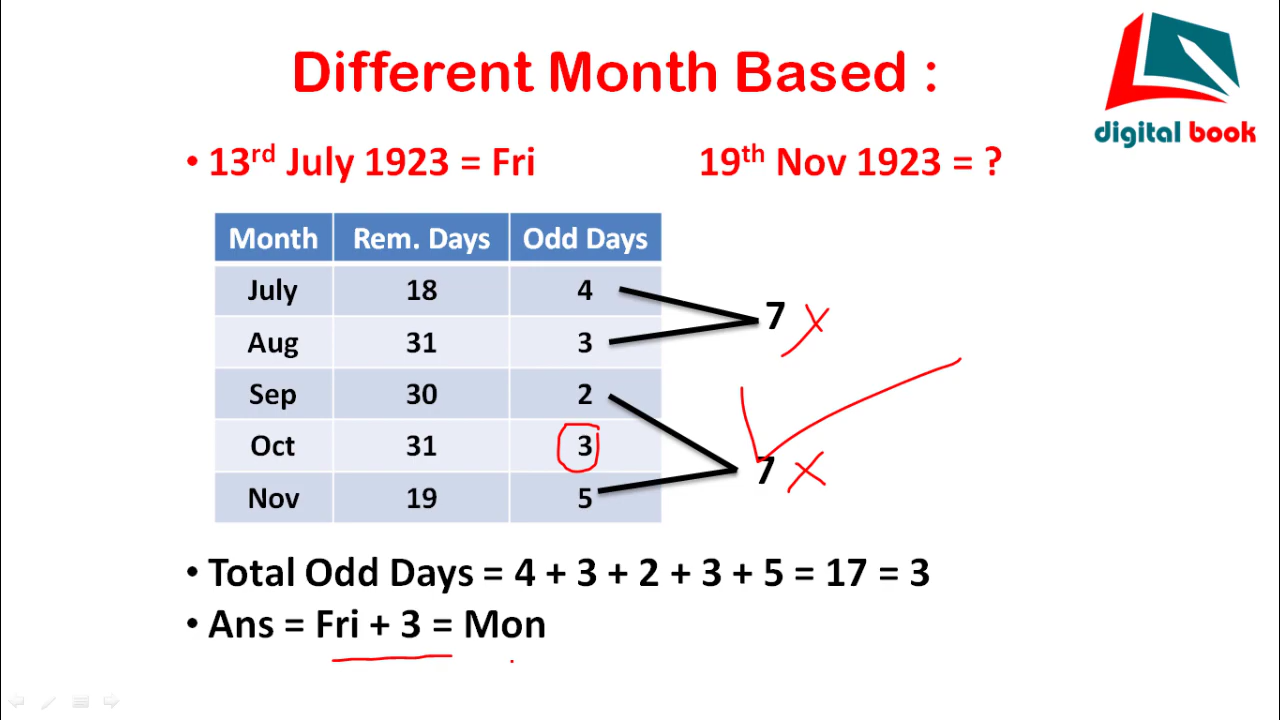 Different Month Based :
digital book
• 13rd July 1923 = Fri
19th Nov 1923 = ?
Month Rem. Days Odd Days
July 18 4
Aug 31 3
7 x
Sep 30 2
Oct 31 3
7 x
Nov 19 5
• Total Odd Days = 4 + 3 + 2 + 3 + 5 = 17 = 3
• Ans = Fri + 3 = Mon